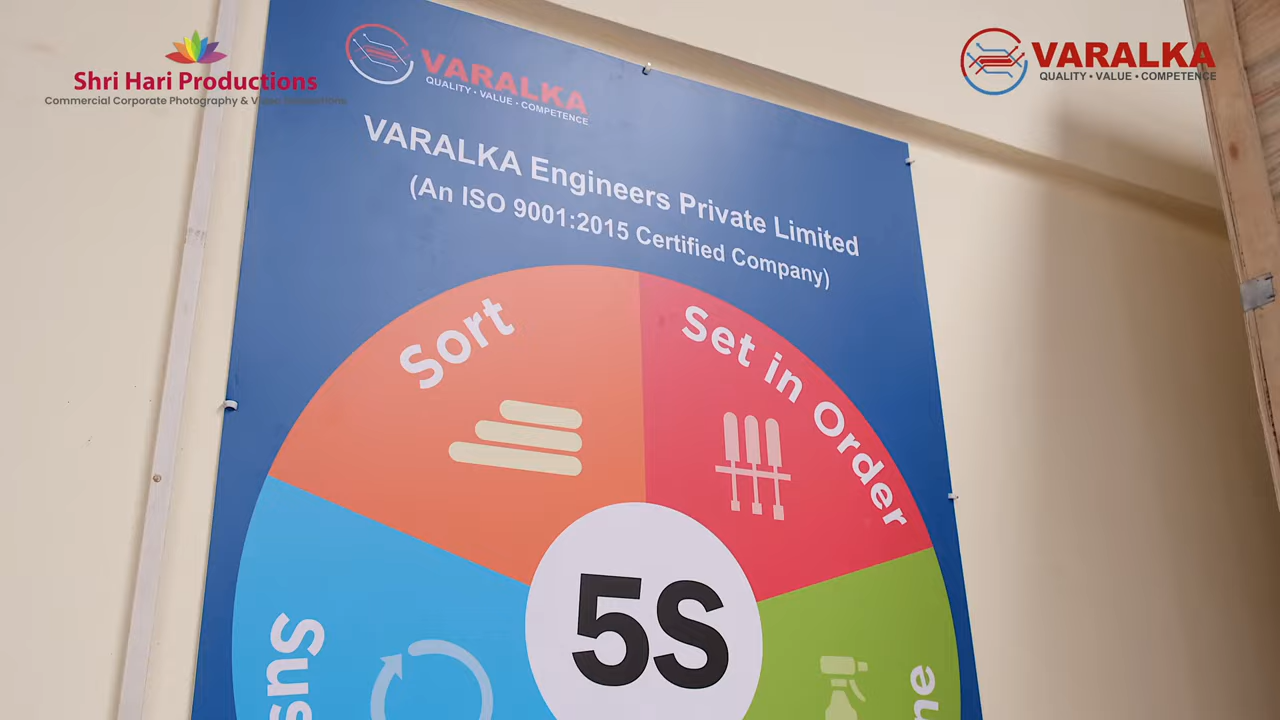 Shri Hari Productions
Commercial Corporate Photography & Video
VARALKA
QUALITY • VALUE • COMPETENCE
VARALKA
QUALITY • VALUE • COMPETENCE
VARALKA Engineers Private Limited
(An ISO 9001:2015 Certified Company)
Sort
Set in Order
5S